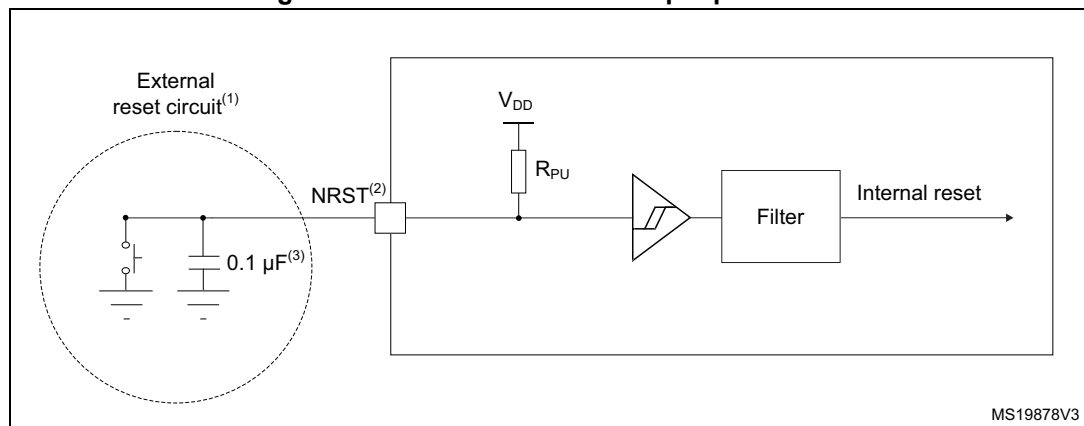 External
reset circuit(1)
VDD
RPU
NRST(2)
Filter
Internal reset
0.1 µF(3)
MS19878V3